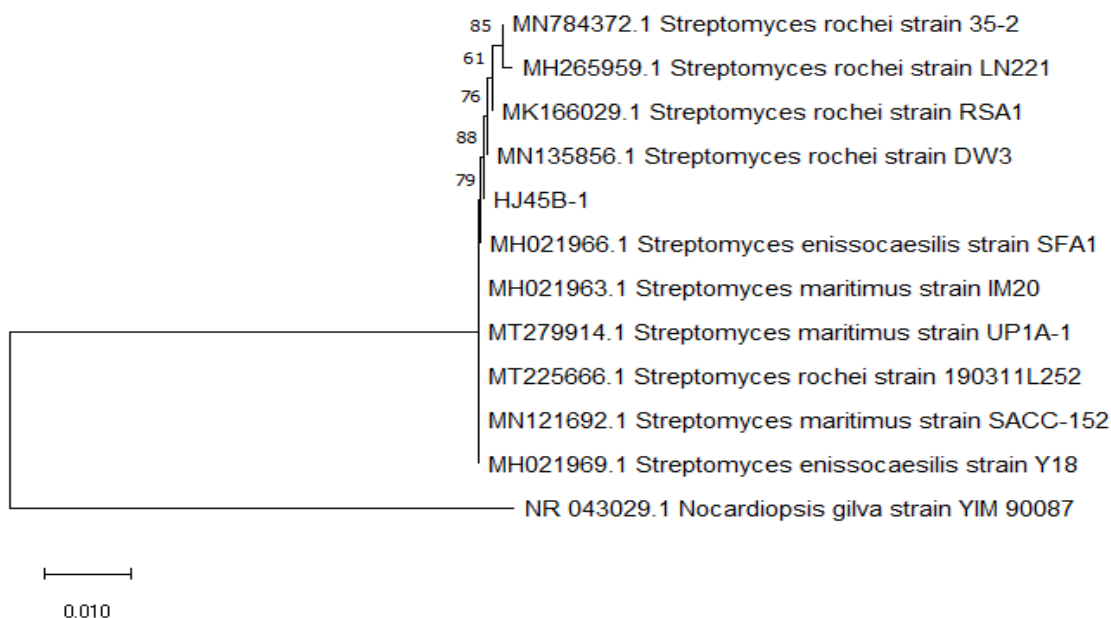 85 MN784372.1 Streptomyces rochei strain 35-2
61
MH265959.1 Streptomyces rochei strain LN221
76
MK166029.1 Streptomyces rochei strain RSA1
88
MN135856.1 Streptomyces rochei strain DW3
79
HJ45B-1
MH021966.1 Streptomyces enissocaesilis strain SFA1
MH021963.1 Streptomyces maritimus strain IM20
MT279914.1 Streptomyces maritimus strain UP1A-1
MT225666.1 Streptomyces rochei strain 190311L252
MN121692.1 Streptomyces maritimus strain SACC-152
MH021969.1 Streptomyces enissocaesilis strain Y18
NR 043029.1 Nocardiopsis gilva strain YIM 90087
0.010